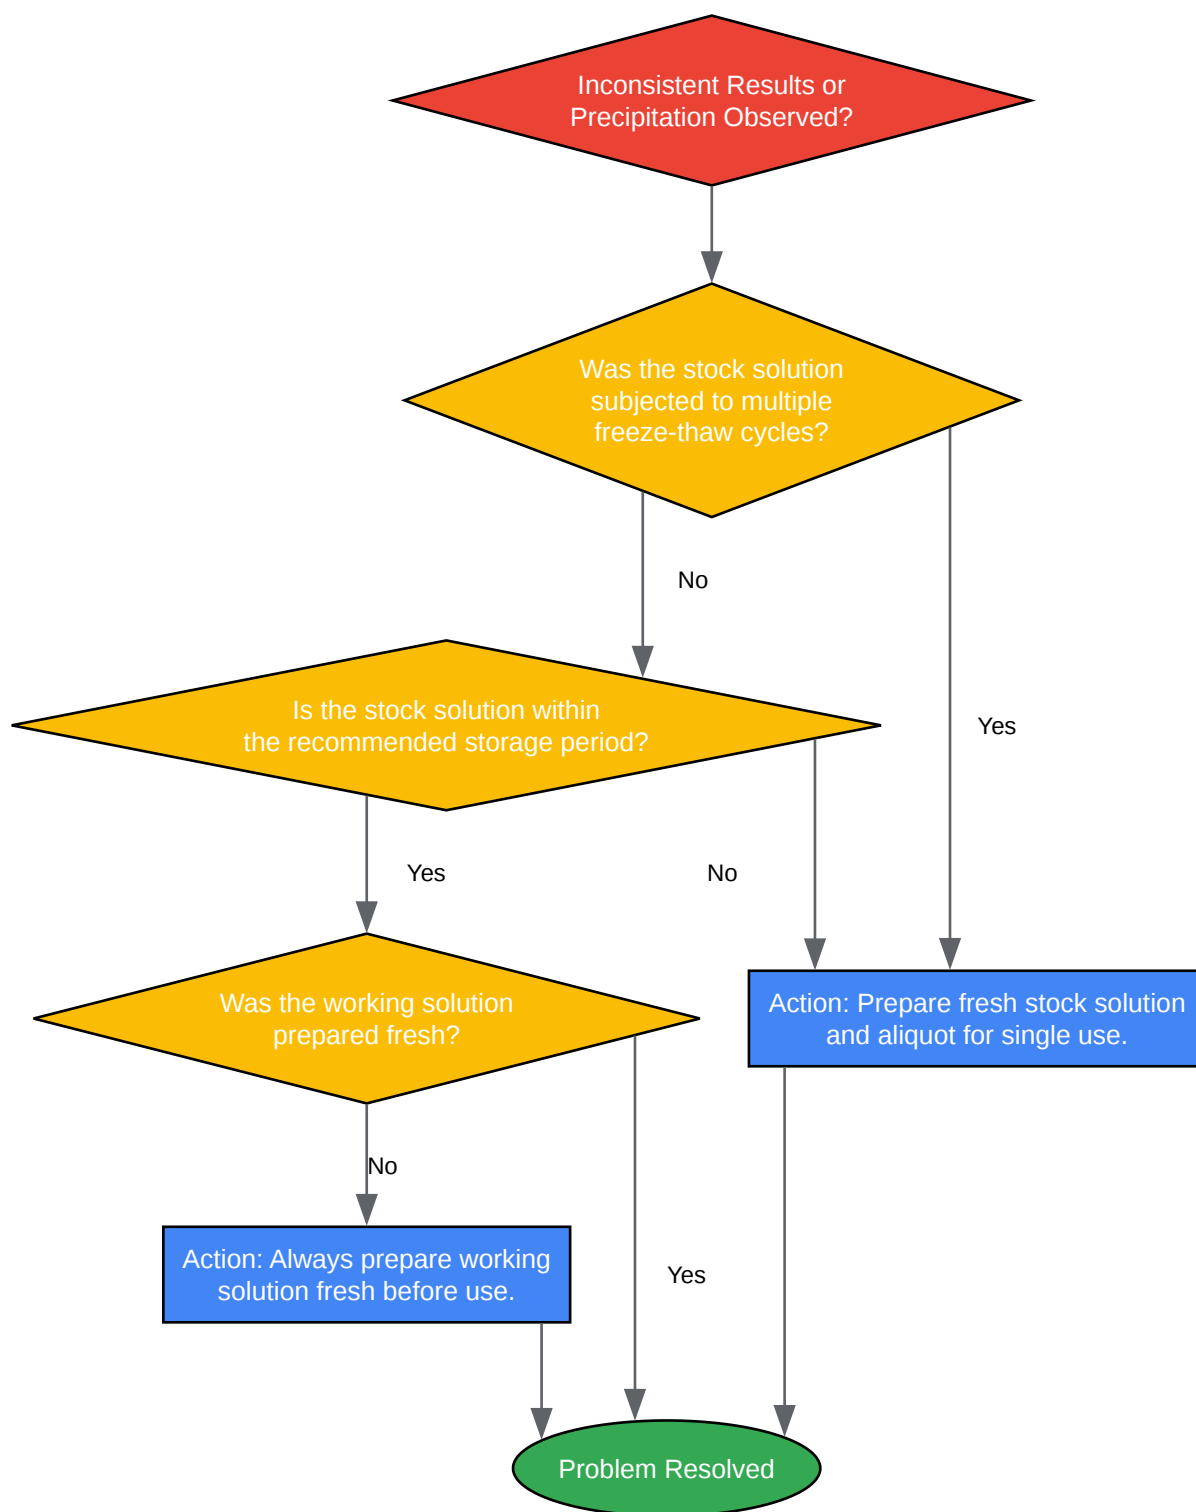 Inconsistent Results or
Precipitation Observed?
Was the stock solution
subjected to multiple
freeze-thaw cycles?
No
Is the stock solution within
the recommended storage period?
Yes
Yes
No
Was the working solution
prepared fresh?
Action: Prepare fresh stock solution
and aliquot for single use.
No
Action: Always prepare working
solution fresh before use.
Yes
Problem Resolved